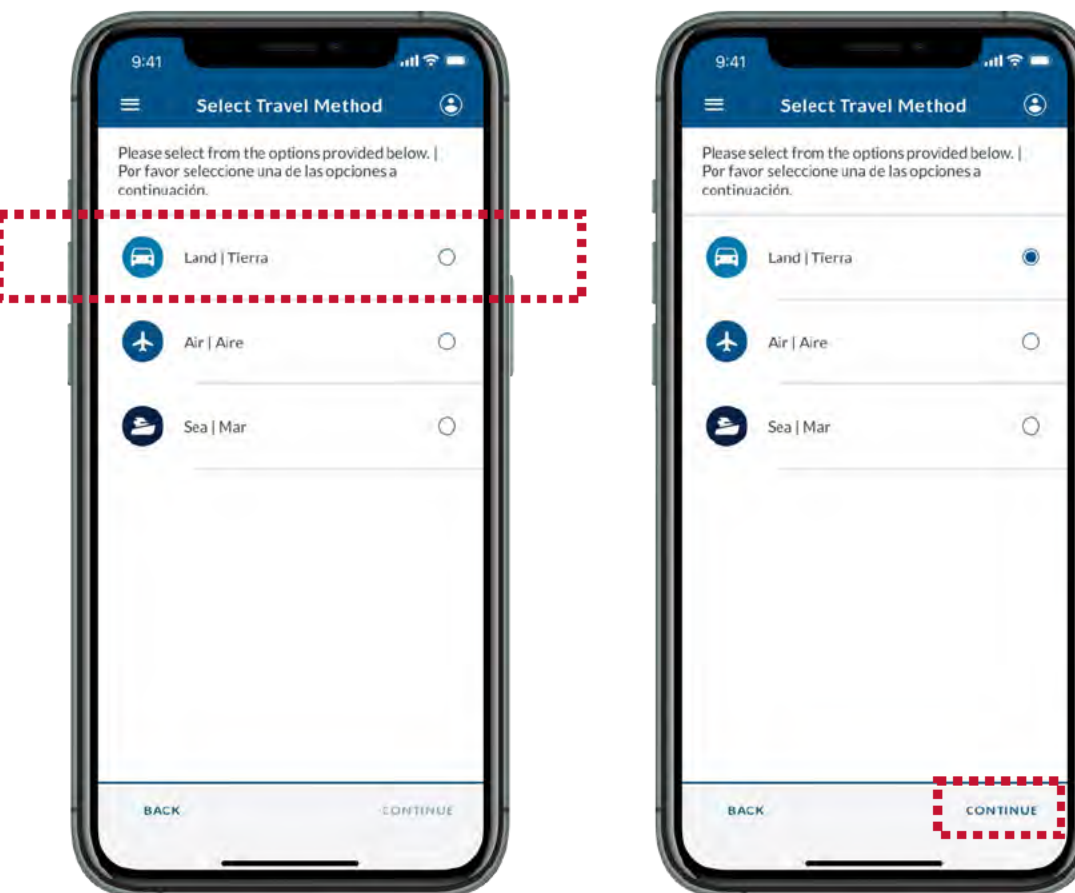 9:41
Select Travel Method
Please select from the options provided below. |
Por favor seleccione una de las opciones a
continuación.
Land | Tierra
Air | Aire
Sea | Mar
BACK
CONTINUE
9:41
Select Travel Method
Please select from the options provided below. |
Por favor seleccione una de las opciones a
continuación.
Land | Tierra
Air | Aire
Sea | Mar
BACK
CONTINUE